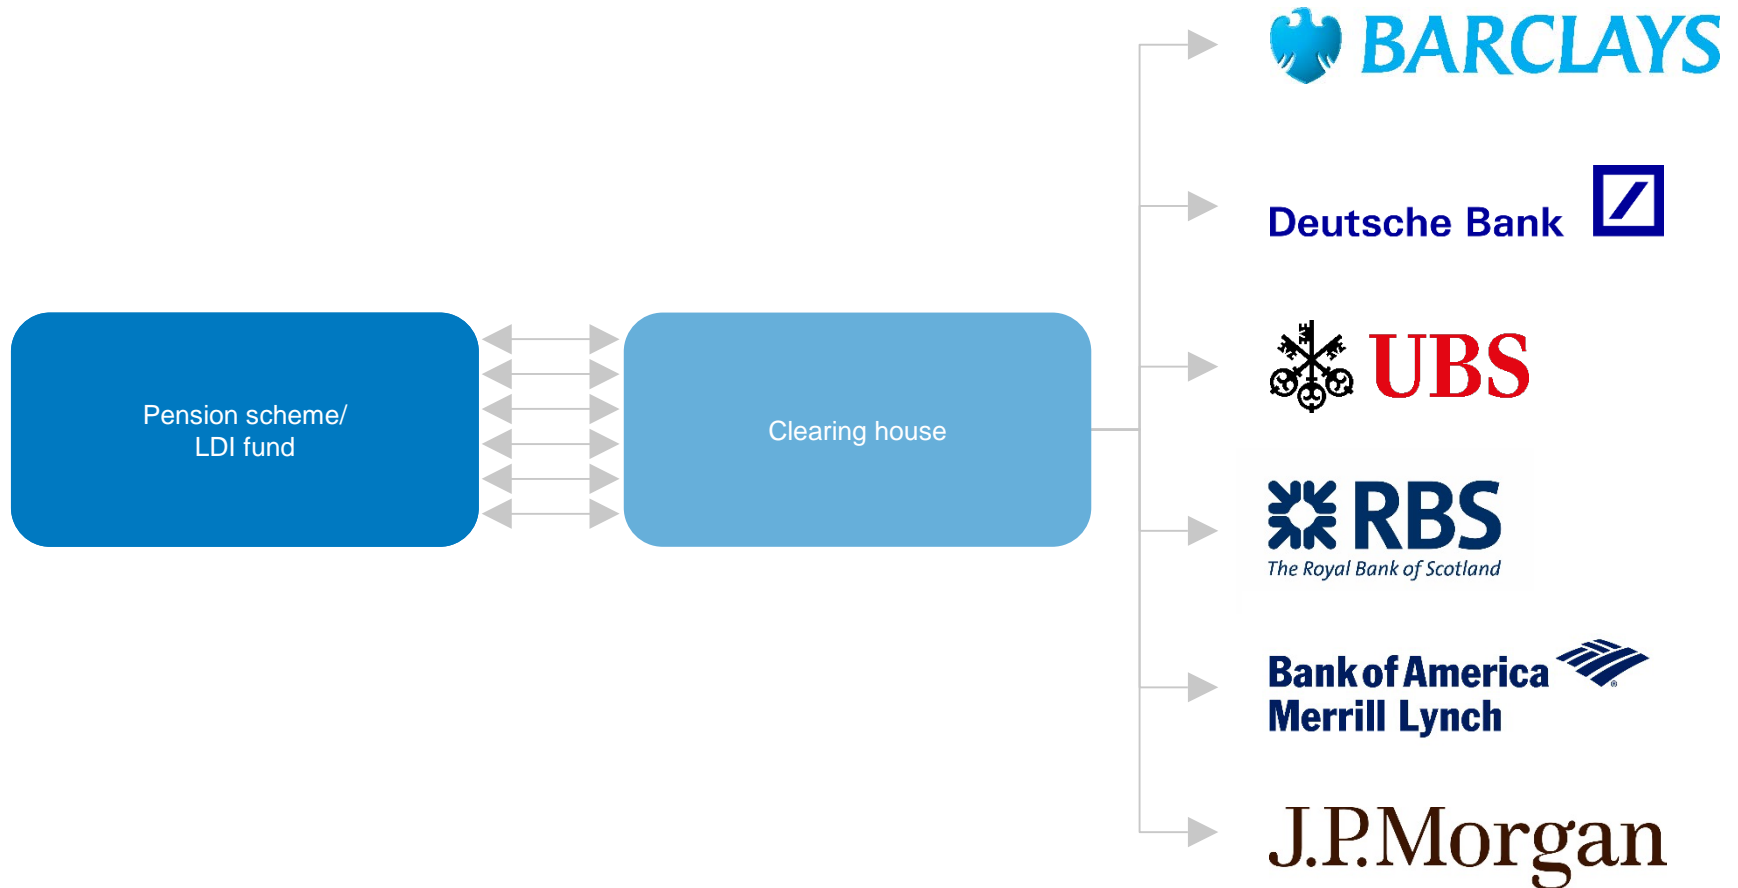 BARCLAYS
Deutsche Bank
UBS
Pension scheme/
LDI fund
Clearing house
RBS
The Royal Bank of Scotland
Bank of America
Merrill Lynch
J.P.Morgan